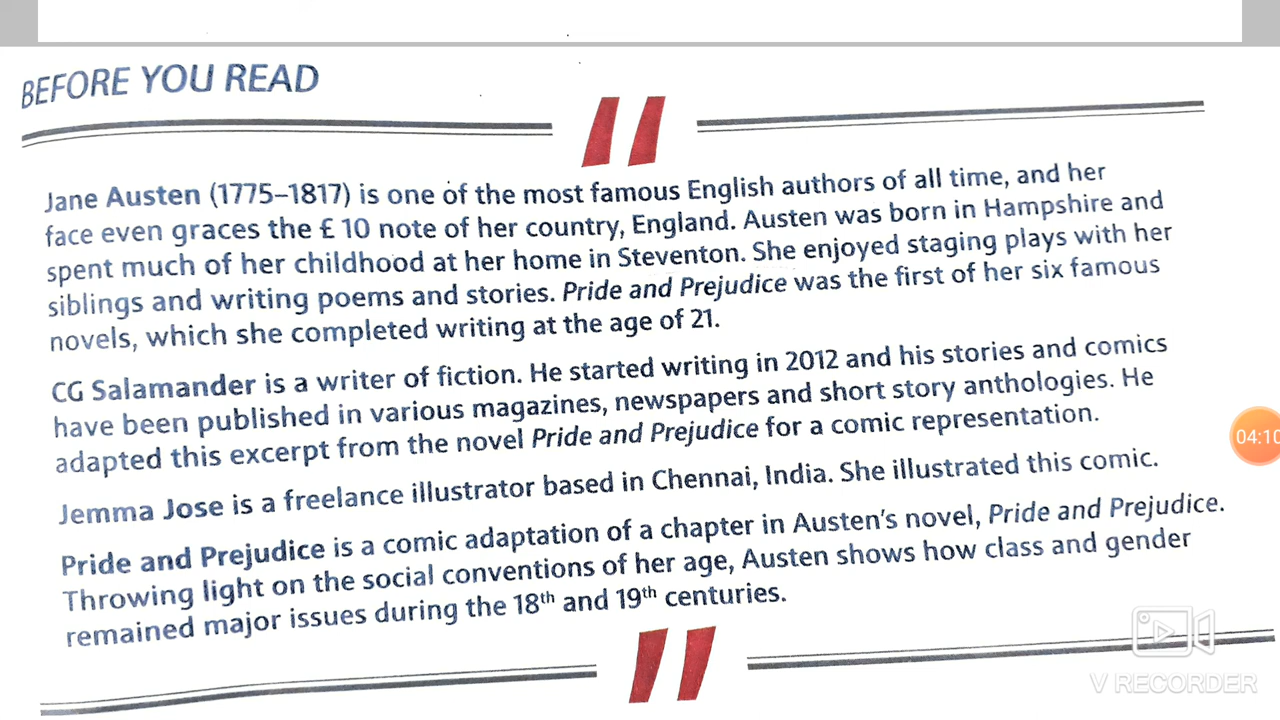 BEFORE YOU READ
Jane Austen (1775–1817) is one of the most famous English authors of all time, and her
face even graces the £ 10 note of her country, England. Austen was born in Hampshire and
spent much of her childhood at her home in Steventon. She enjoyed staging plays with her
siblings and writing poems and stories. Pride and Prejudice was the first of her six famous
novels, which she completed writing at the age of 21.
CG Salamander is a writer of fiction. He started writing in 2012 and his stories and comics
have been published in various magazines, newspapers and short story anthologies. He
adapted this excerpt from the novel Pride and Prejudice for a comic representation.
Jemma Jose is a freelance illustrator based in Chennai, India. She illustrated this comic.
Pride and Prejudice is a comic adaptation of a chapter in Austen's novel, Pride and Prejudice.
Throwing light on the social conventions of her age, Austen shows how class and gender
remained major issues during the 18th and 19th centuries.
04:10
V RECORDER